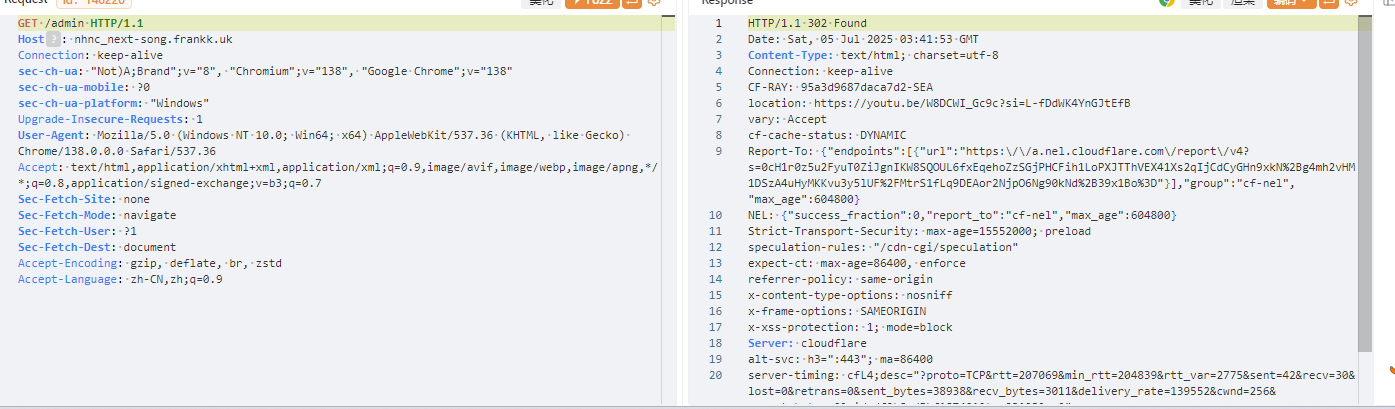 Request
Id: 140220
美化
FUZZ
GET /admin HTTP/1.1
Host ? : nhnc_next-song.frankk.uk
Connection: keep-alive
sec-ch-ua: "Not)A;Brand";v="8", "Chromium";v="138", "Google Chrome";v="138"
sec-ch-ua-mobile: ?0
sec-ch-ua-platform: "Windows"
Upgrade-Insecure-Requests: 1
User-Agent: Mozilla/5.0 (Windows NT 10.0; Win64; x64) AppleWebKit/537.36 (KHTML, like Gecko)
Chrome/138.0.0.0 Safari/537.36
Accept: text/html,application/xhtml+xml,application/xml;q=0.9,image/avif,image/webp,image/apng,*/
*;q=0.8,application/signed-exchange;v=b3;q=0.7
Sec-Fetch-Site: none
Sec-Fetch-Mode: navigate
Sec-Fetch-User: ?1
Sec-Fetch-Dest: document
Accept-Encoding: gzip, deflate, br, zstd
Accept-Language: zh-CN,zh;q=0.9
Response
美化
渲染
编码
1 HTTP/1.1 302 Found
2 Date: Sat, 05 Jul 2025 03:41:53 GMT
3 Content-Type: text/html; charset=utf-8
4 Connection: keep-alive
5 CF-RAY: 95a3d9687daca7d2-SEA
6 location: https://youtu.be/W8DCWI_Gc9c?si=L-fDdWK4YnGJtEfB
7 vary: Accept
8 cf-cache-status: DYNAMIC
9 Report-To: {"endpoints":[{"url":"https:\/\/a.nel.cloudflare.com\/report\/v4?
s=0cH1r0z5u2FyuT0ZiJgnIKW8SQOUL6fxEqehoZzSGjPHCFih1LoPXJTThVEX41Xs2qIjCdCyGHn9xkN%2Bg4mh2vHM
1DSzA4uHyMKKvu3y5lUF%2FMtrS1fLq9DEAor2NjpO6Ng90kNd%2B39x1Bo%3D"}],"group":"cf-nel",
"max_age":604800}
10 NEL: {"success_fraction":0,"report_to":"cf-nel","max_age":604800}
11 Strict-Transport-Security: max-age=15552000; preload
12 speculation-rules: "/cdn-cgi/speculation"
13 expect-ct: max-age=86400, enforce
14 referrer-policy: same-origin
15 x-content-type-options: nosniff
16 x-frame-options: SAMEORIGIN
17 x-xss-protection: 1; mode=block
18 Server: cloudflare
19 alt-svc: h3=":443"; ma=86400
20 server-timing: cfL4;desc="?proto=TCP&rtt=207069&min_rtt=204839&rtt_var=2775&sent=42&recv=30&
lost=0&retrans=0&sent_bytes=38938&recv_bytes=3011&delivery_rate=139552&cwnd=256&